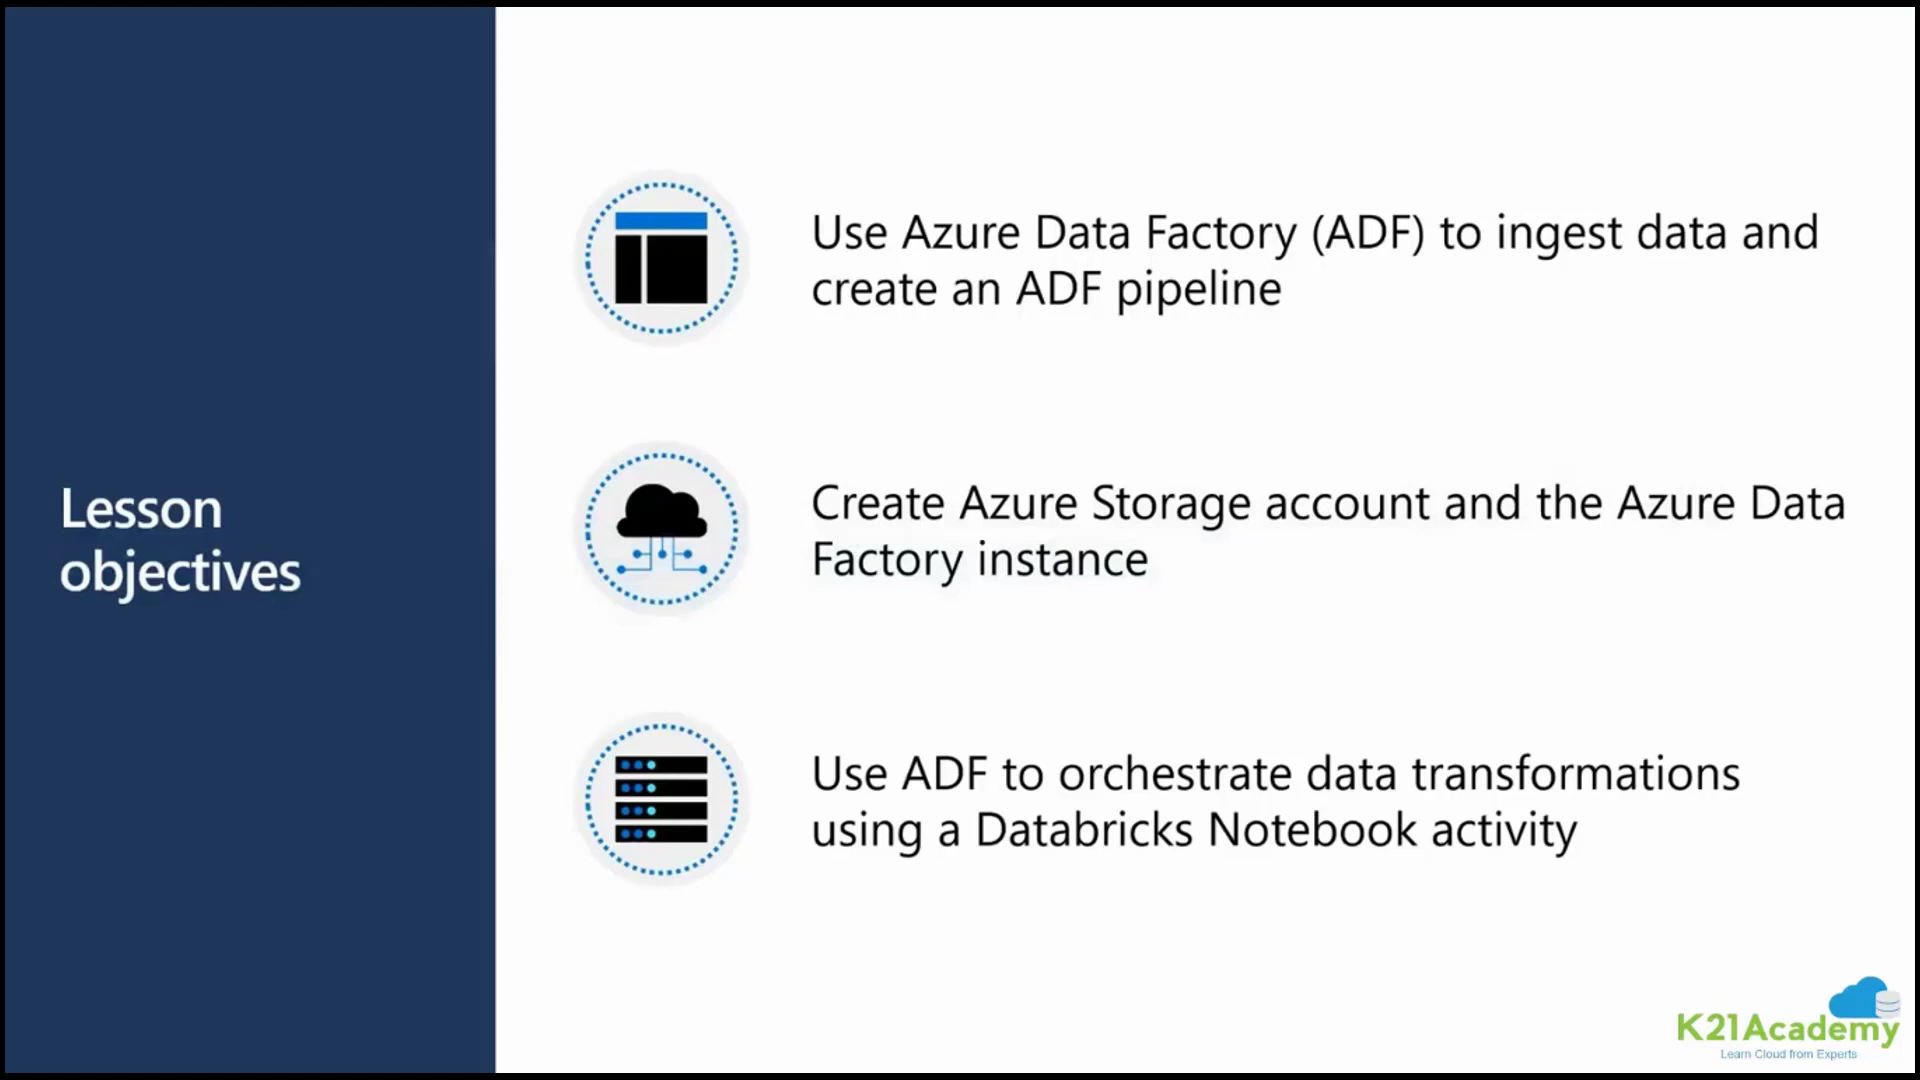 Lesson
objectives
Use Azure Data Factory (ADF) to ingest data and
create an ADF pipeline
Create Azure Storage account and the Azure Data
Factory instance
Use ADF to orchestrate data transformations
using a Databricks Notebook activity
K21Academy
Learn Cloud from Experts